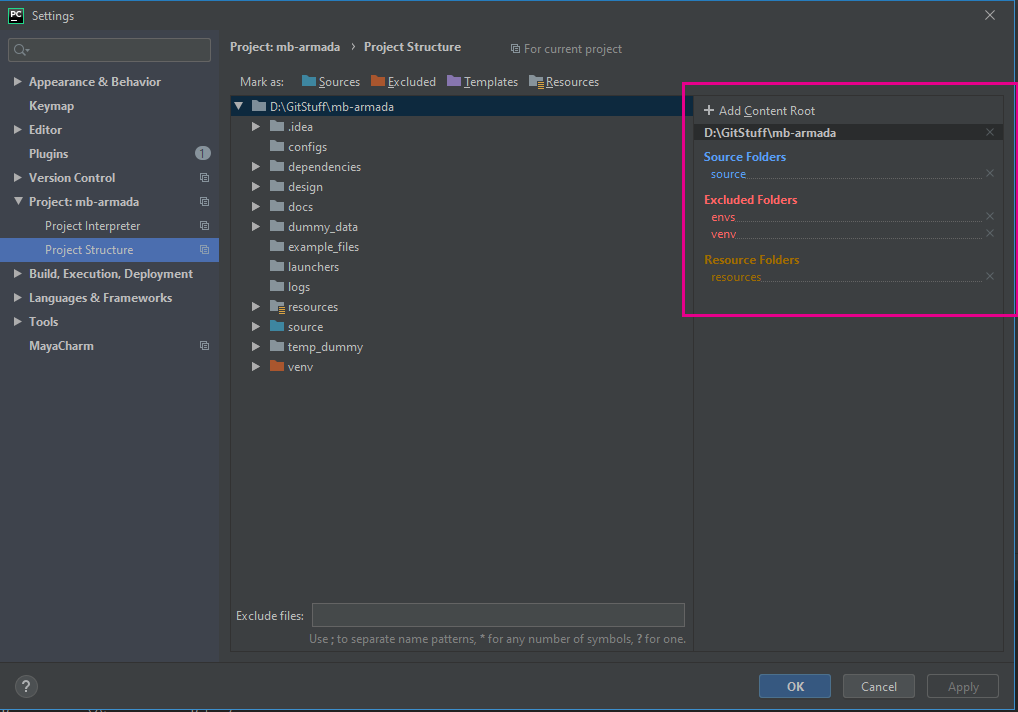 PC Settings
Project: mb-armada › Project Structure For current project
Appearance & Behavior
Keymap
Editor
Plugins 1
Version Control
Project: mb-armada
Project Interpreter
Project Structure
Build, Execution, Deployment
Languages & Frameworks
Tools
MayaCharm
Mark as: Sources Excluded Templates Resources
D:\GitStuff\mb-armada
.idea
configs
dependencies
design
docs
dummy_data
example_files
launchers
logs
resources
source
temp_dummy
venv
Exclude files:
Use ; to separate name patterns, * for any number of symbols, ? for one.
+ Add Content Root
D:\GitStuff\mb-armada
Source Folders
source
Excluded Folders
envs
venv
Resource Folders
resources
? OK Cancel Apply